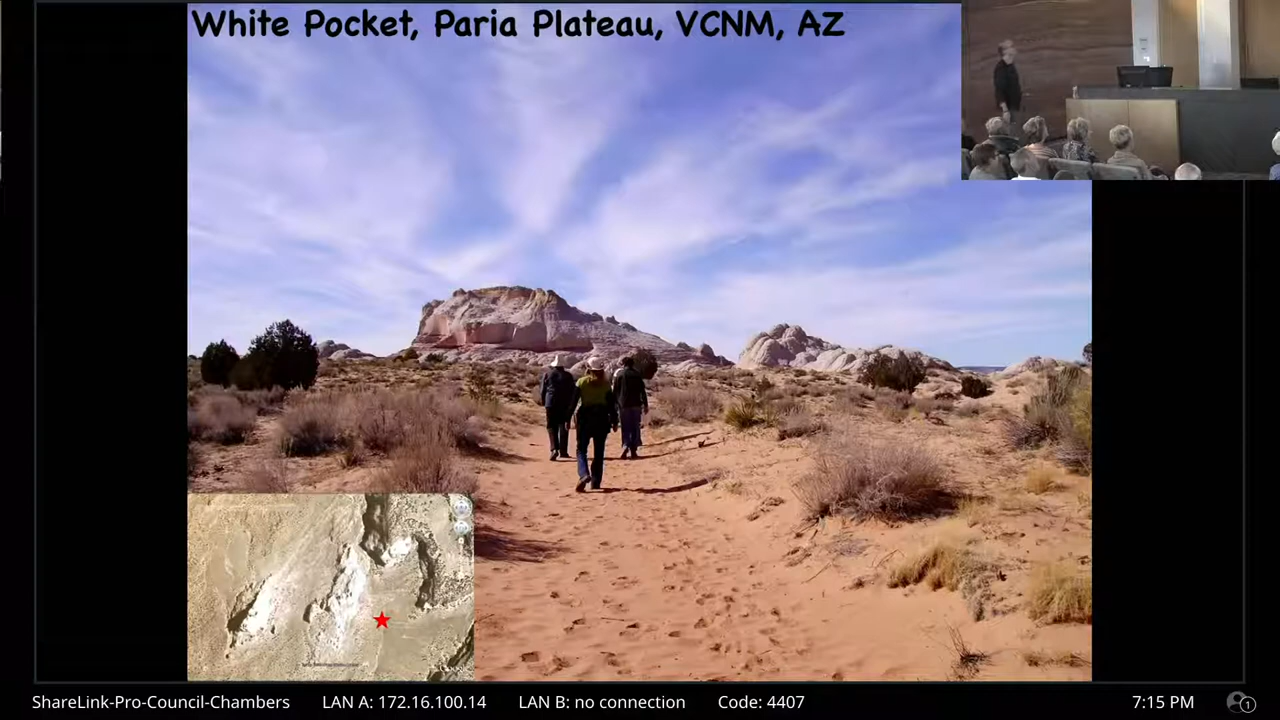 White Pocket, Paria Plateau, VCNM, AZ
ShareLink-Pro-Council-Chambers LAN A: 172.16.100.14 LAN B: no connection Code: 4407 7:15 PM 1